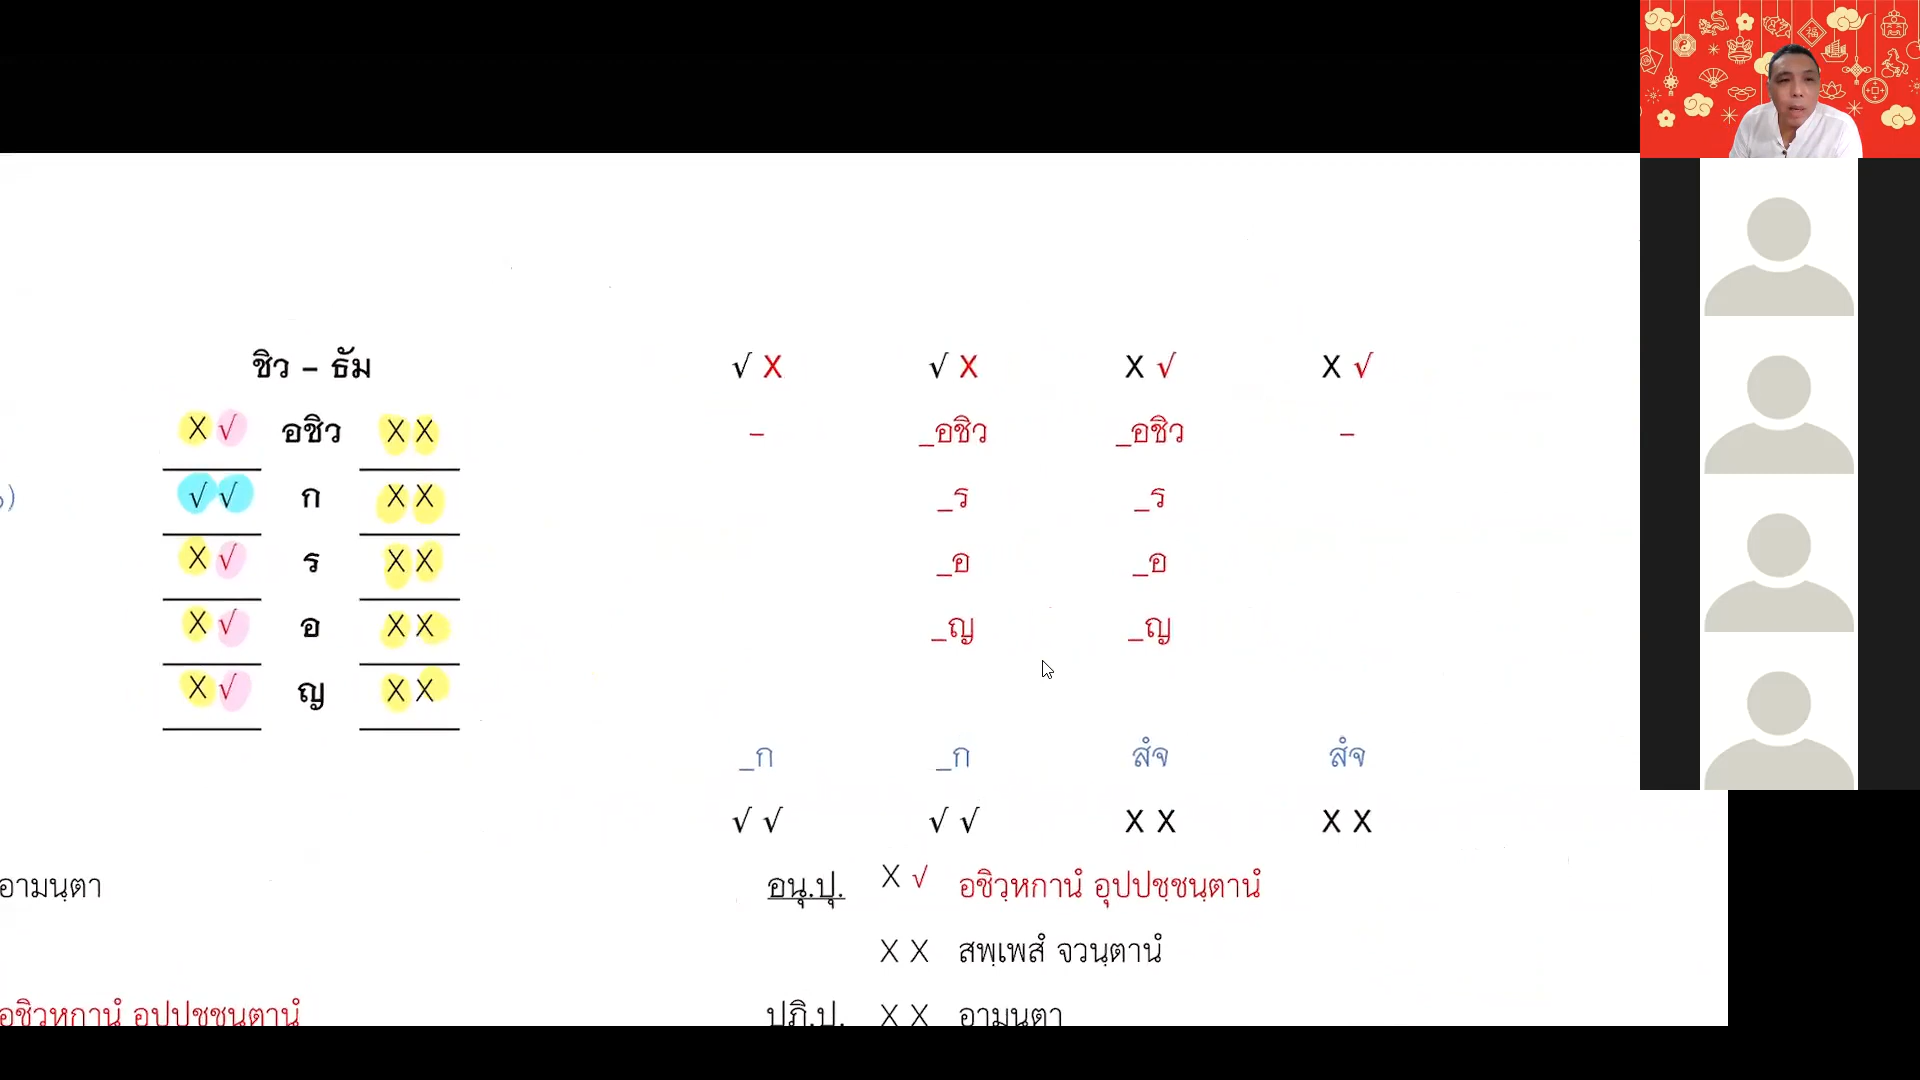 ชิว – ธัม √ X √ X X √ X √
X √ อชิว X X – _อชิว _อชิว –
√ √ ก X X _ร _ร
X √ ร X X _อ _อ
X √ อ X X _ญ _ญ
X √ ญ X X
_ก _ก สํจ สํจ
√ √ √ √ X X X X
อามนฺตา อนุ.ปุ. X √ อชิวฺหกานํ อุปปชฺชนฺตานํ
X X สพฺเพสํ จวนฺตานํ
อชิวฺหกานํ อุปปชฺชนฺตานํ ปฏิ.ปุ. X X อามนฺตา